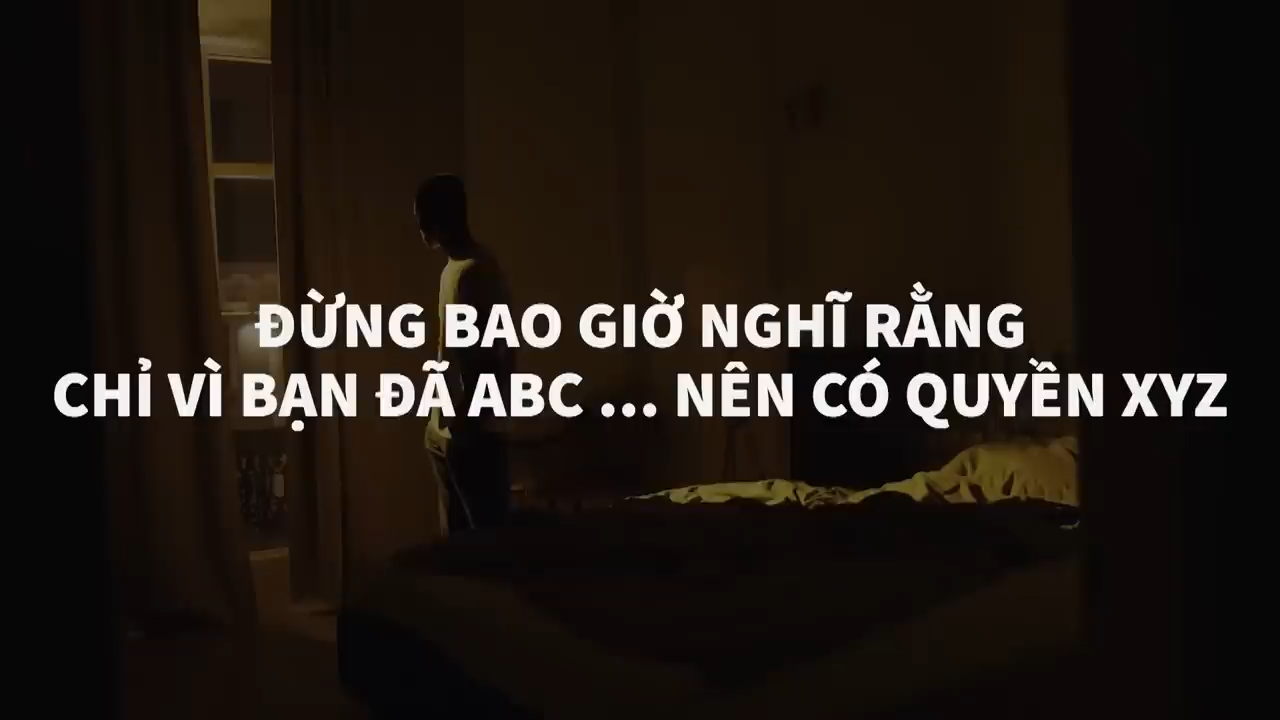 ĐỪNG BAO GIỜ NGHĨ RẰNG
CHỈ VÌ BẠN ĐÃ ABC ... NÊN CÓ QUYỀN XYZ